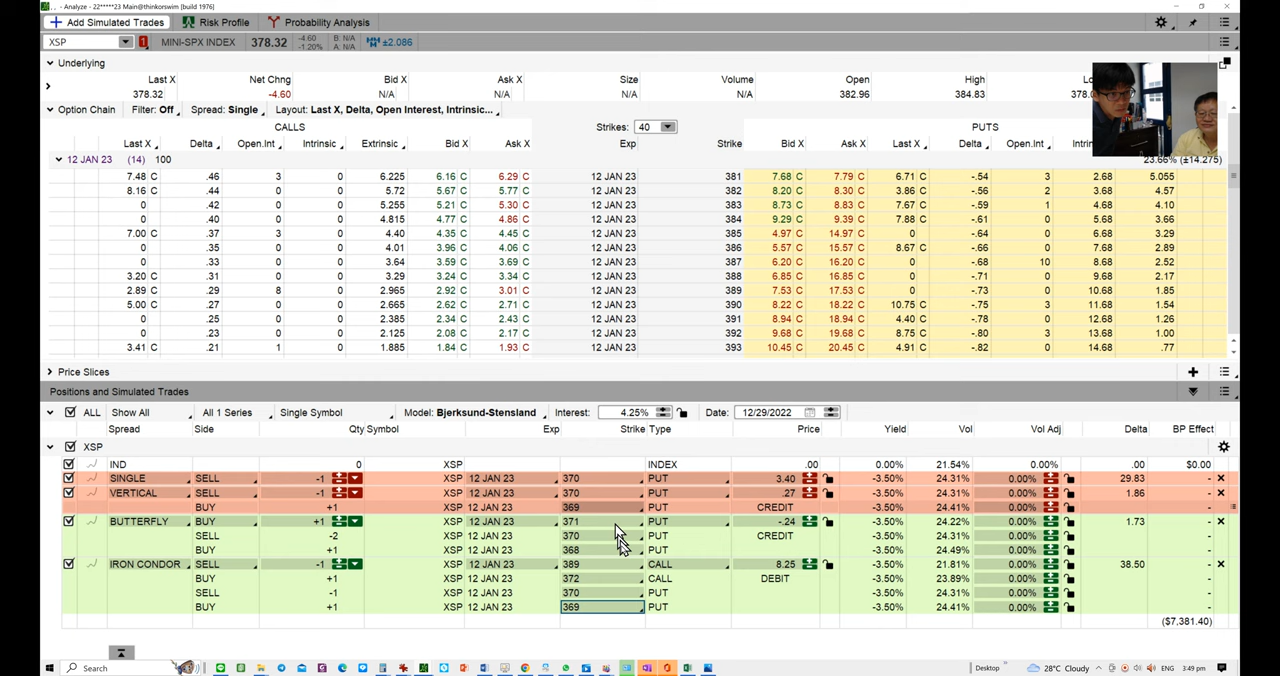 - Analyze - 22*****23 Main@thinkorswim [build 1976]
+ Add Simulated Trades Risk Profile Probability Analysis
XSP 1 MINI-SPX INDEX 378.32 -4.60 -1.20% B: N/A A: N/A ±2.086
Underlying
Last X Net Chng Bid X Ask X Size Volume Open High
378.32 -4.60 N/A N/A N/A N/A 382.96 384.83
Option Chain Filter: Off Spread: Single Layout: Last X, Delta, Open Interest, Intrinsic...
CALLS Strikes: 40 PUTS
Last X Delta Open.Int Intrinsic Extrinsic Bid X Ask X Exp Strike Bid X Ask X Last X Delta Open.Int
12 JAN 23 (14) 100 23.66% (±14.275)
7.48 C .46 3 0 6.225 6.16 C 6.29 C 12 JAN 23 381 7.68 C 7.79 C 6.71 C -.54 3 2.68 5.055
8.16 C .44 0 0 5.72 5.67 C 5.77 C 12 JAN 23 382 8.20 C 8.30 C 3.86 C -.56 2 3.68 4.57
0 .42 0 0 5.255 5.21 C 5.30 C 12 JAN 23 383 8.73 C 8.83 C 7.67 C -.59 1 4.68 4.10
0 .40 0 0 4.815 4.77 C 4.86 C 12 JAN 23 384 9.29 C 9.39 C 7.88 C -.61 0 5.68 3.66
7.00 C .37 3 0 4.40 4.35 C 4.45 C 12 JAN 23 385 4.97 C 14.97 C 0 -.64 0 6.68 3.26
0 .35 0 0 4.01 3.96 C 4.06 C 12 JAN 23 386 5.57 C 15.57 C 8.67 C -.66 0 7.68 2.89
0 .33 0 0 3.64 3.59 C 3.69 C 12 JAN 23 387 6.20 C 16.20 C 0 -.68 10 8.68 2.52
3.20 C .31 0 0 3.29 3.24 C 3.34 C 12 JAN 23 388 6.85 C 16.85 C 0 -.71 0 9.68 2.17
2.89 C .29 8 0 2.965 2.92 C 3.01 C 12 JAN 23 389 7.53 C 17.53 C 0 -.73 0 10.68 1.85
5.00 C .27 0 0 2.665 2.62 C 2.71 C 12 JAN 23 390 8.22 C 18.22 C 10.75 C -.75 3 11.68 1.54
0 .25 0 0 2.385 2.34 C 2.43 C 12 JAN 23 391 8.94 C 18.94 C 4.40 C -.78 0 12.68 1.26
0 .23 0 0 2.125 2.08 C 2.17 C 12 JAN 23 392 9.68 C 19.68 C 8.75 C -.80 3 13.68 1.00
3.41 C .21 1 0 1.885 1.84 C 1.93 C 12 JAN 23 393 10.45 C 20.45 C 4.91 C -.82 0 14.68 .77
Price Slices
Positions and Simulated Trades
ALL Show All All 1 Series Single Symbol Model: Bjerksund-Stensland Interest: 4.25% Date: 12/29/2022
Spread Side Qty Symbol Exp Strike Type Price Yield Vol Vol Adj Delta BP Effect
XSP
IND 0 XSP INDEX .00 0.00% 21.54% 0.00% .00 $0.00
SINGLE SELL -1 XSP 12 JAN 23 370 PUT 3.40 -3.50% 24.31% 0.00% 29.83 -
VERTICAL SELL -1 XSP 12 JAN 23 370 PUT .27 -3.50% 24.31% 0.00% 1.86 -
BUY +1 XSP 12 JAN 23 369 PUT CREDIT -3.50% 24.41% 0.00% -
BUTTERFLY BUY +1 XSP 12 JAN 23 371 PUT -.24 -3.50% 24.22% 0.00% 1.73 -
SELL -2 XSP 12 JAN 23 370 PUT CREDIT -3.50% 24.31% 0.00% -
BUY +1 XSP 12 JAN 23 368 PUT -3.50% 24.49% 0.00% -
IRON CONDOR SELL -1 XSP 12 JAN 23 389 CALL 8.25 -3.50% 21.81% 0.00% 38.50 -
BUY +1 XSP 12 JAN 23 372 CALL DEBIT -3.50% 23.89% 0.00% -
SELL -1 XSP 12 JAN 23 370 PUT -3.50% 24.31% 0.00% -
BUY +1 XSP 12 JAN 23 369 PUT -3.50% 24.41% 0.00% -
($7,381.40)
Search Desktop 28°C Cloudy ENG 3:49 pm